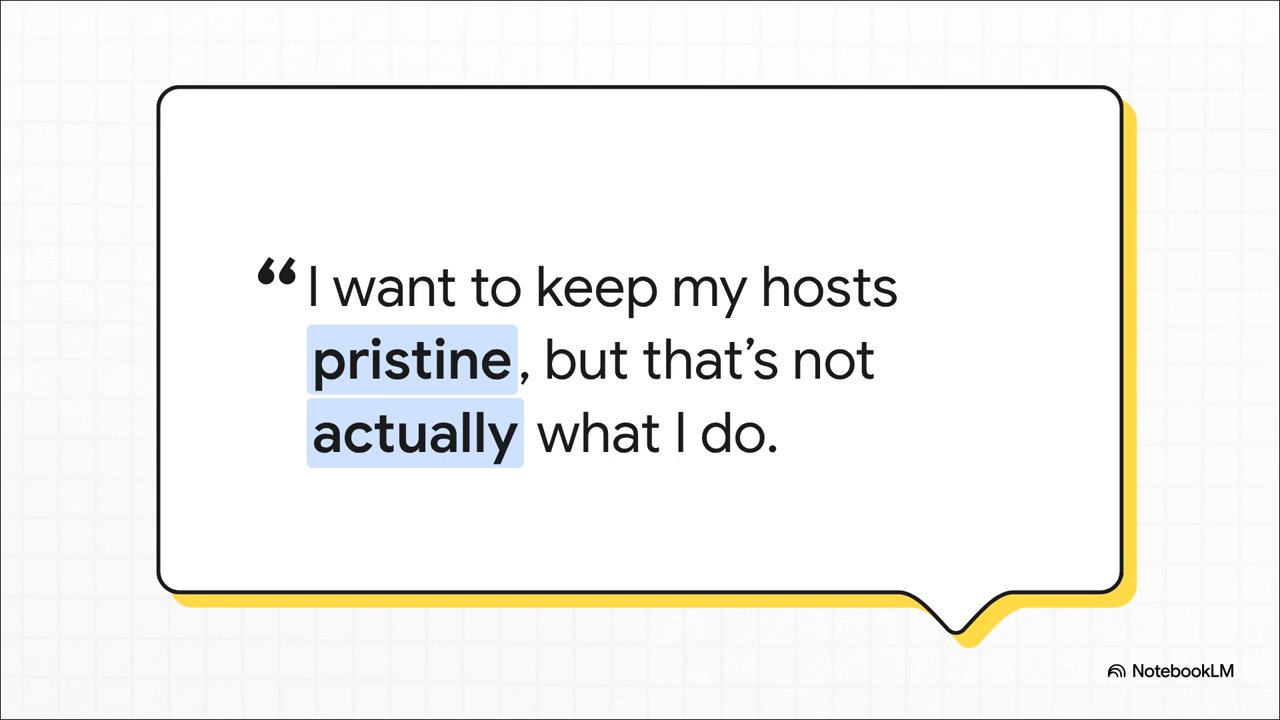 “I want to keep my hosts
pristine, but that’s not
actually what I do.
NotebookLM